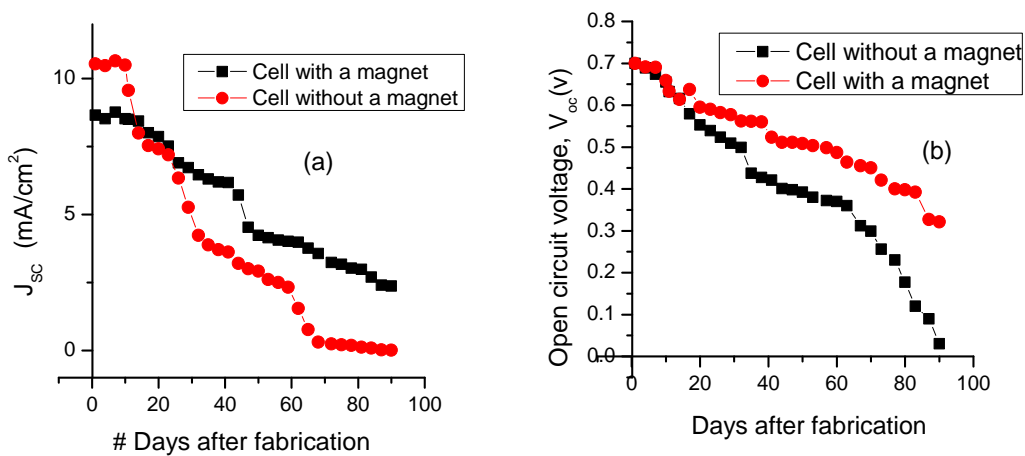 J_SC (mA/cm²)
10
5
0
Cell with a magnet
Cell without a magnet
(a)
0 20 40 60 80 100
# Days after fabrication
Open circuit voltage, V_oc(v)
0.8
0.7
0.6
0.5
0.4
0.3
0.2
0.1
0.0
Cell without a magnet
Cell with a magnet
(b)
0 20 40 60 80 100
Days after fabrication